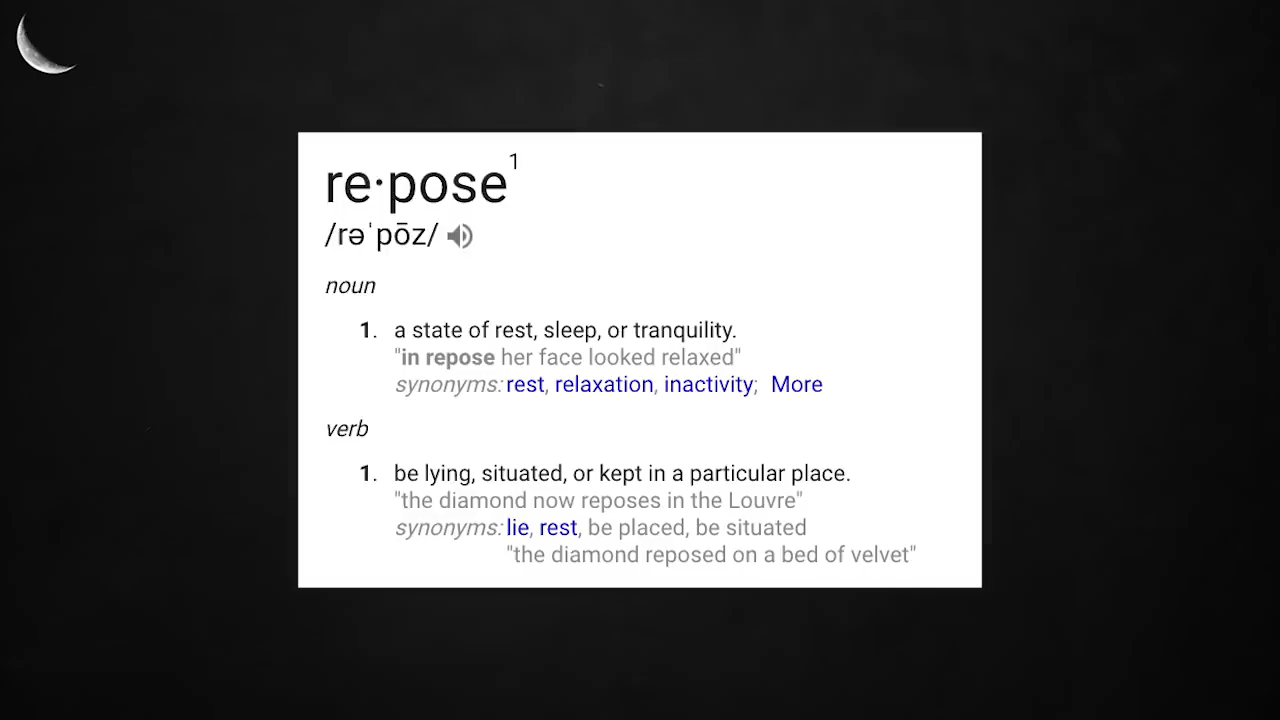 re·pose1
/rəˈpōz/
noun
1. a state of rest, sleep, or tranquility.
"in repose her face looked relaxed"
synonyms: rest, relaxation, inactivity; More
verb
1. be lying, situated, or kept in a particular place.
"the diamond now reposes in the Louvre"
synonyms: lie, rest, be placed, be situated
"the diamond reposed on a bed of velvet"